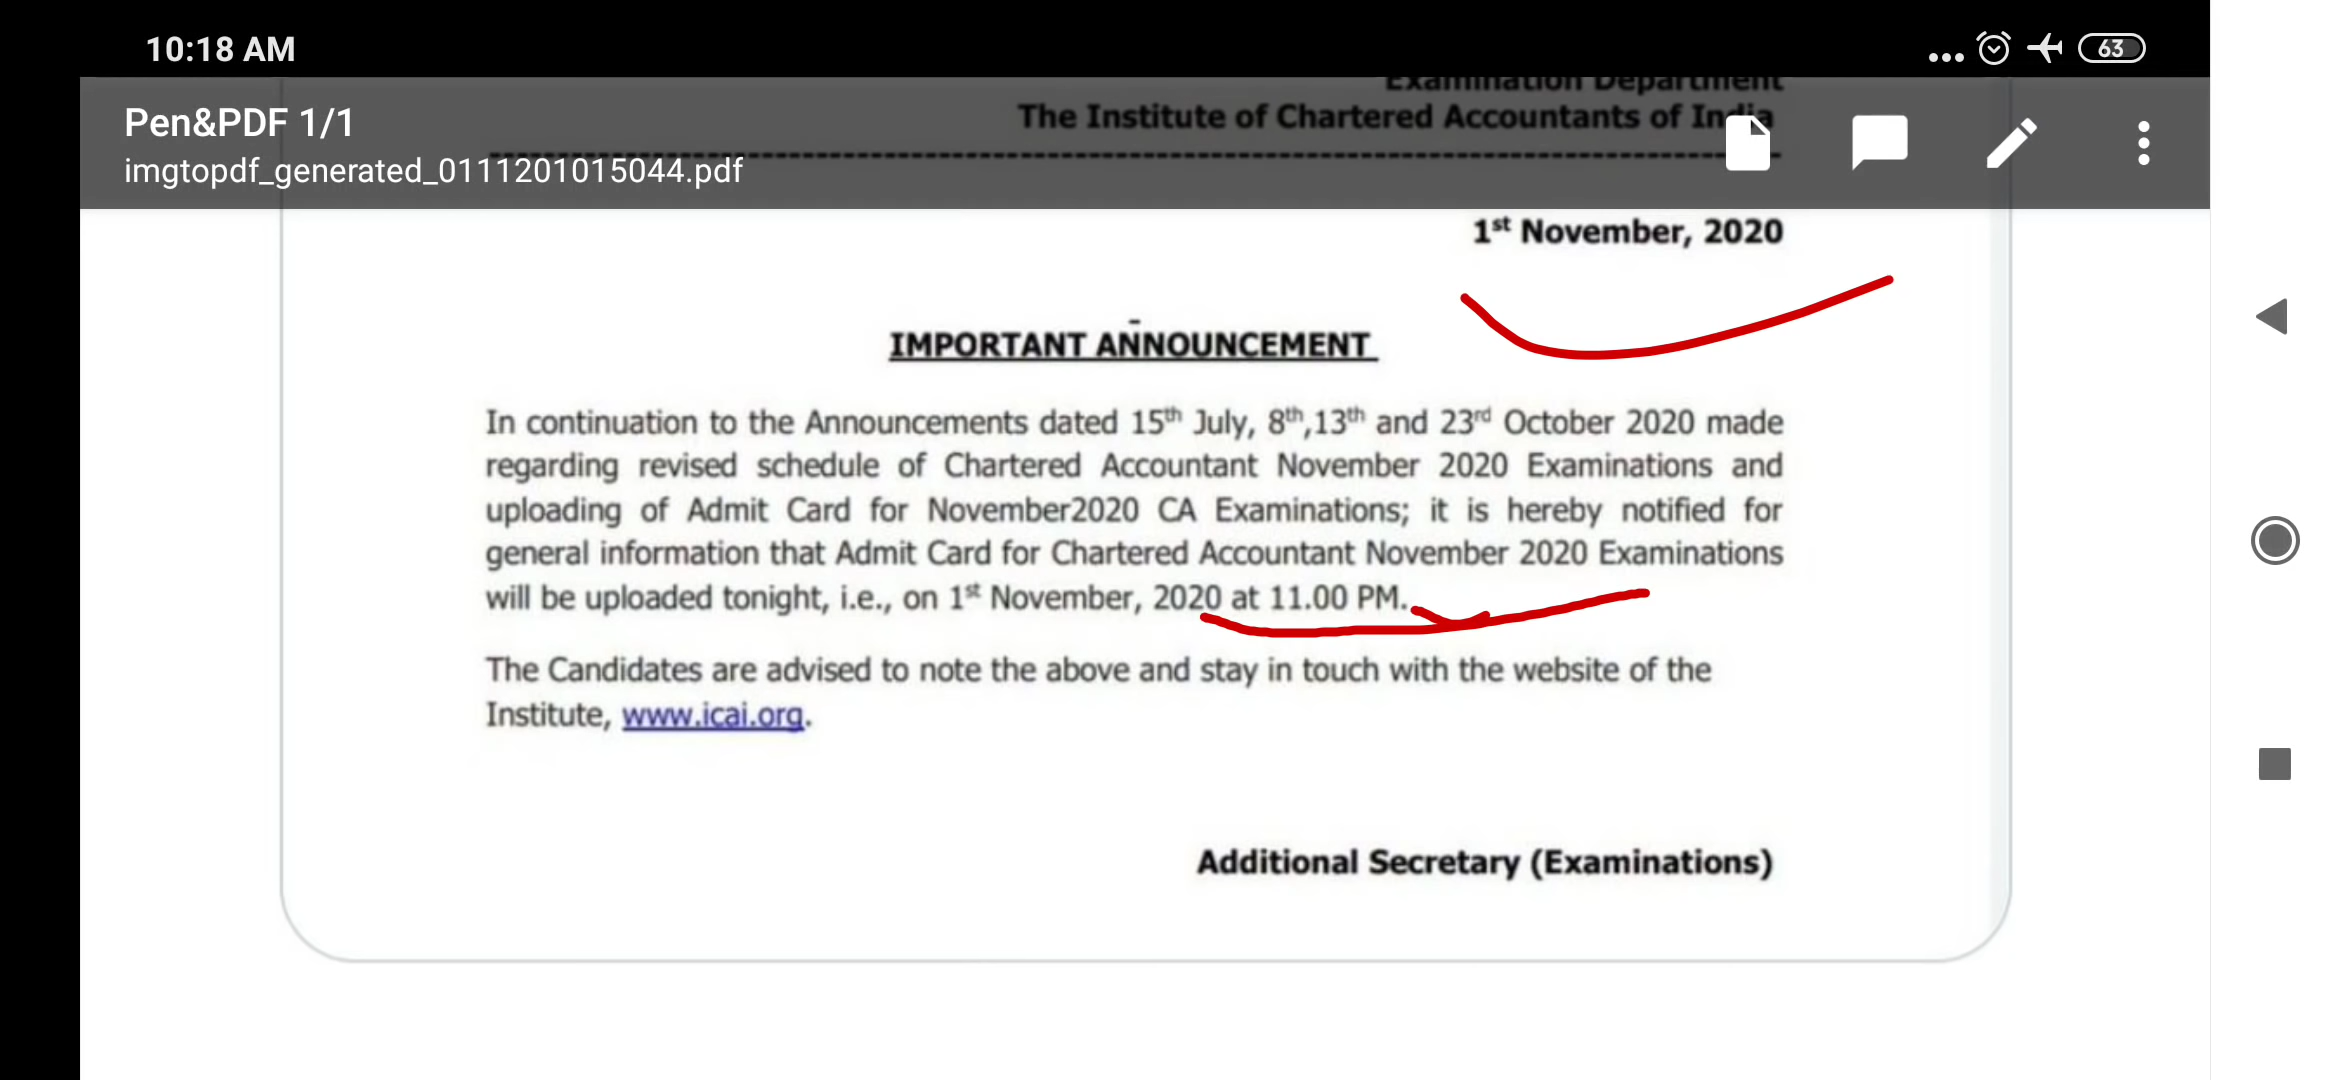 10:18 AM
63
Examination Department
Pen&PDF 1/1
The Institute of Chartered Accountants of India
imgtopdf_generated_0111201015044.pdf
1st November, 2020
IMPORTANT ANNOUNCEMENT
In continuation to the Announcements dated 15th July, 8th,13th and 23rd October 2020 made
regarding revised schedule of Chartered Accountant November 2020 Examinations and
uploading of Admit Card for November2020 CA Examinations; it is hereby notified for
general information that Admit Card for Chartered Accountant November 2020 Examinations
will be uploaded tonight, i.e., on 1st November, 2020 at 11.00 PM.
The Candidates are advised to note the above and stay in touch with the website of the
Institute, www.icai.org.
Additional Secretary (Examinations)